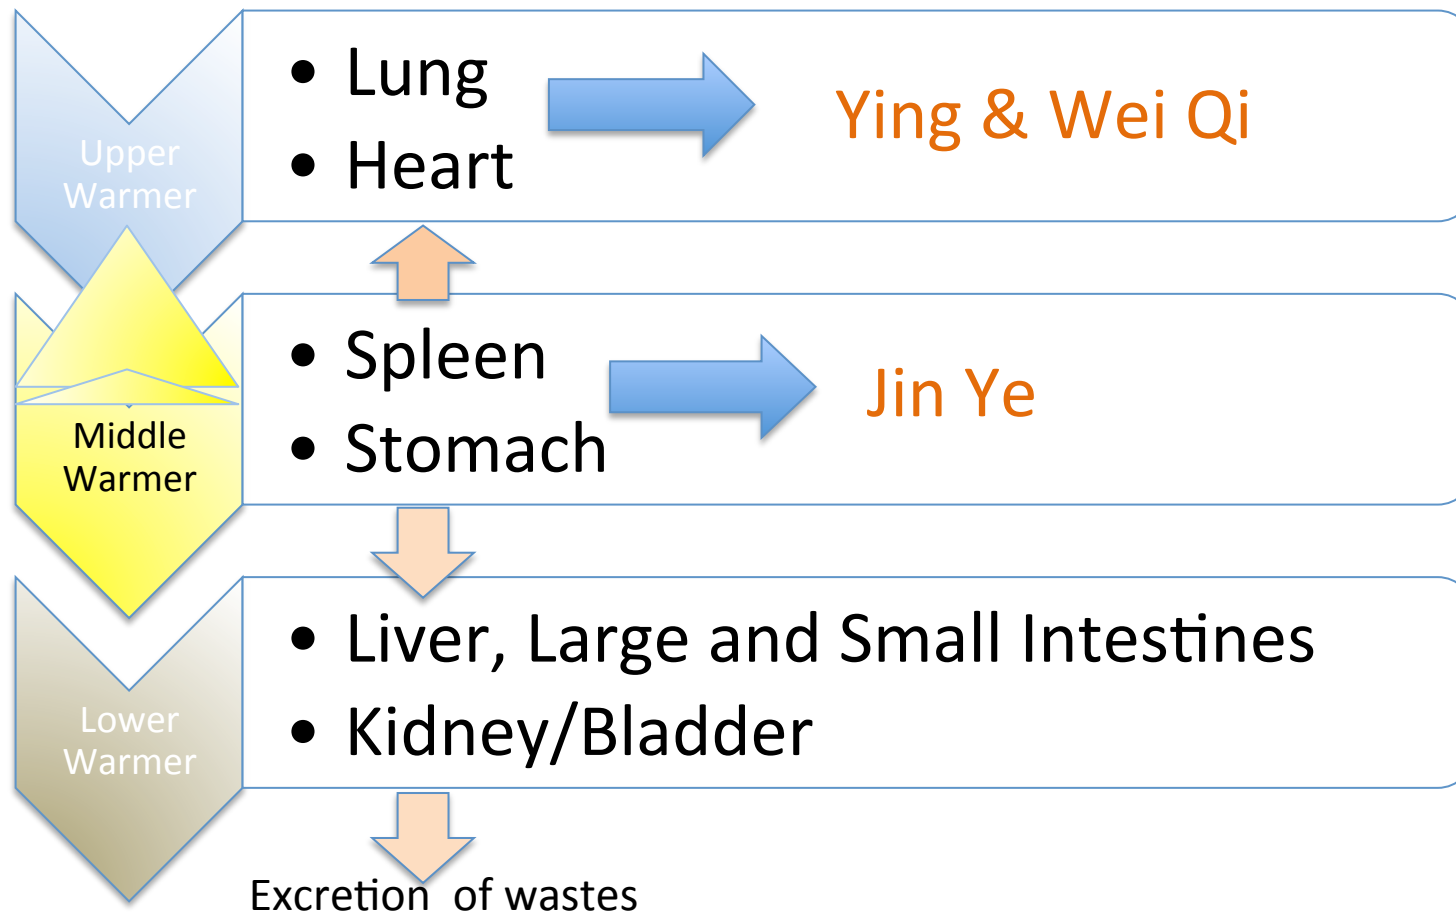 Upper
Warmer
• Lung
• Heart
Ying & Wei Qi
Middle
Warmer
• Spleen
• Stomach
Jin Ye
Lower
Warmer
• Liver, Large and Small Intestines
• Kidney/Bladder
Excretion of wastes